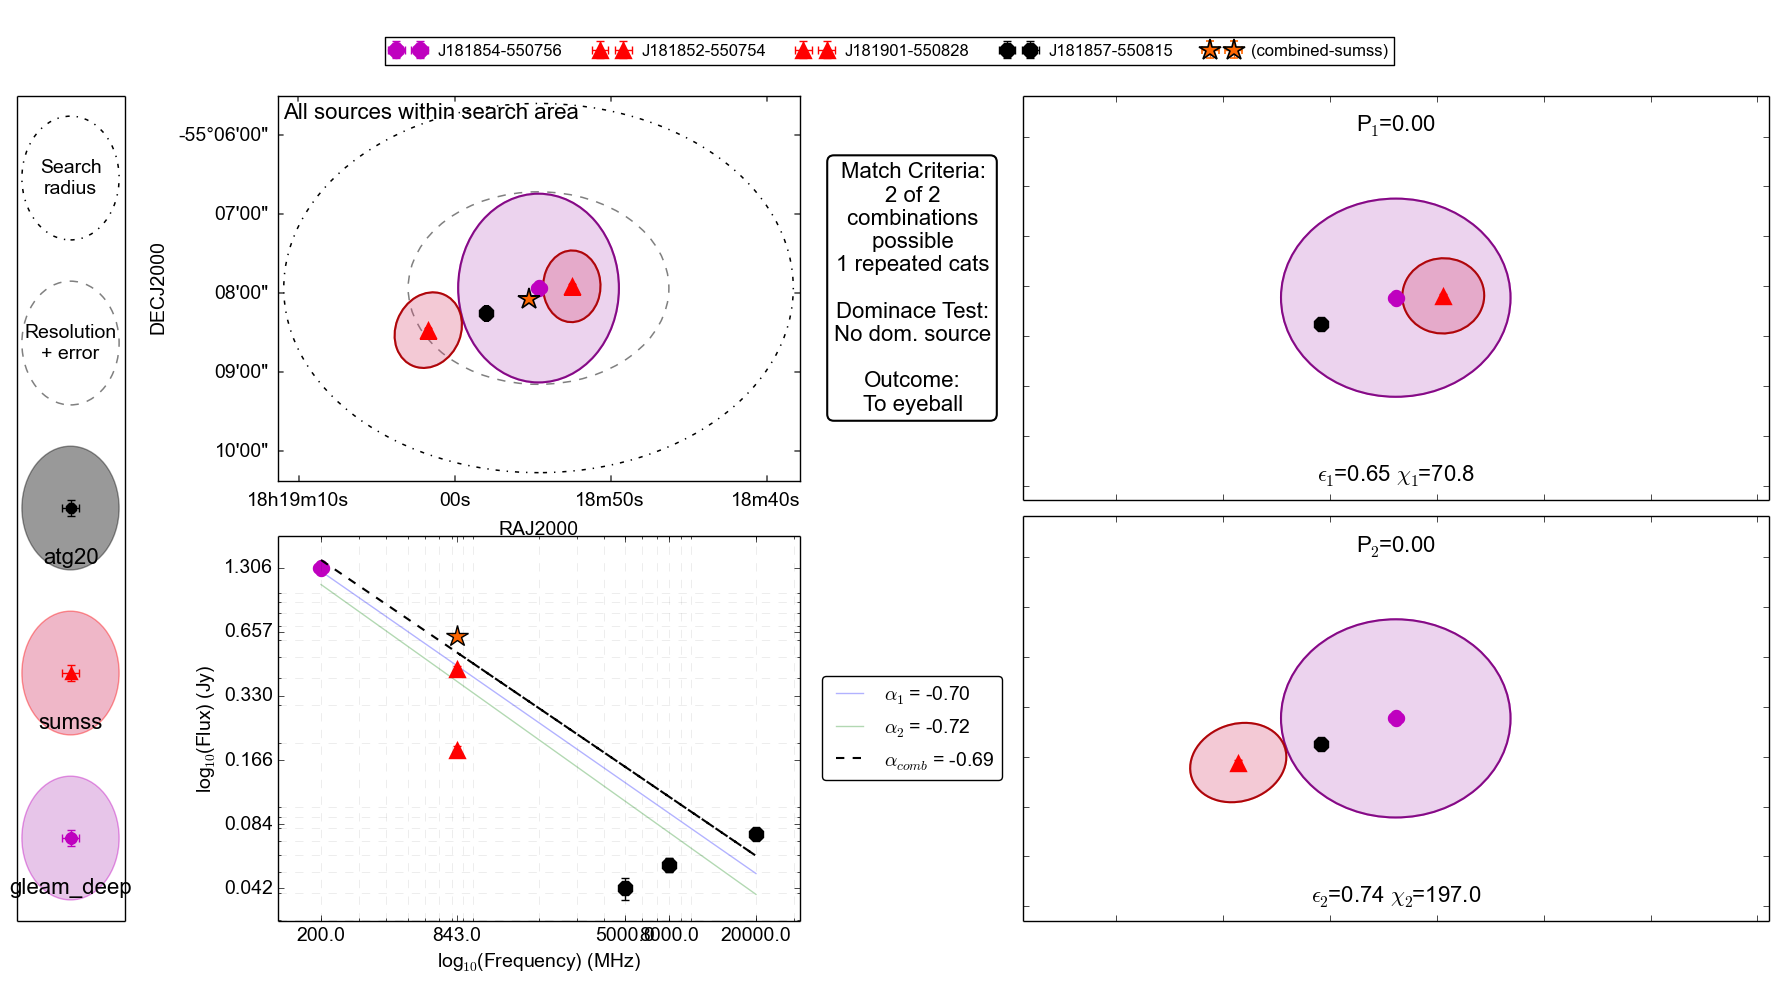 J181854-550756 J181852-550754 J181901-550828 J181857-550815 (combined-sumss)
Search
radius
Resolution
+ error
atg20
sumss
gleam_deep
All sources within search area
-55°06'00"
07'00"
08'00"
09'00"
10'00"
DECJ2000
18h19m10s 00s 18m50s 18m40s
RAJ2000
Match Criteria:
2 of 2
combinations
possible
1 repeated cats
Dominace Test:
No dom. source
Outcome:
To eyeball
P1=0.00
ϵ1=0.65 χ1=70.8
1.306
0.657
0.330
0.166
0.084
0.042
log10(Flux) (Jy)
200.0 843.0 5000.0 8000.0 20000.0
log10(Frequency) (MHz)
α1 = -0.70
α2 = -0.72
αcomb = -0.69
P2=0.00
ϵ2=0.74 χ2=197.0